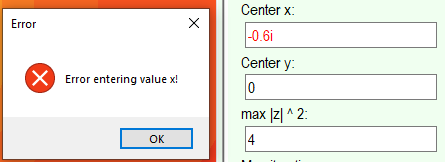 Error
Error entering value x!
OK
Center x:
-0.6i
Center y:
0
max |z| ^ 2:
4